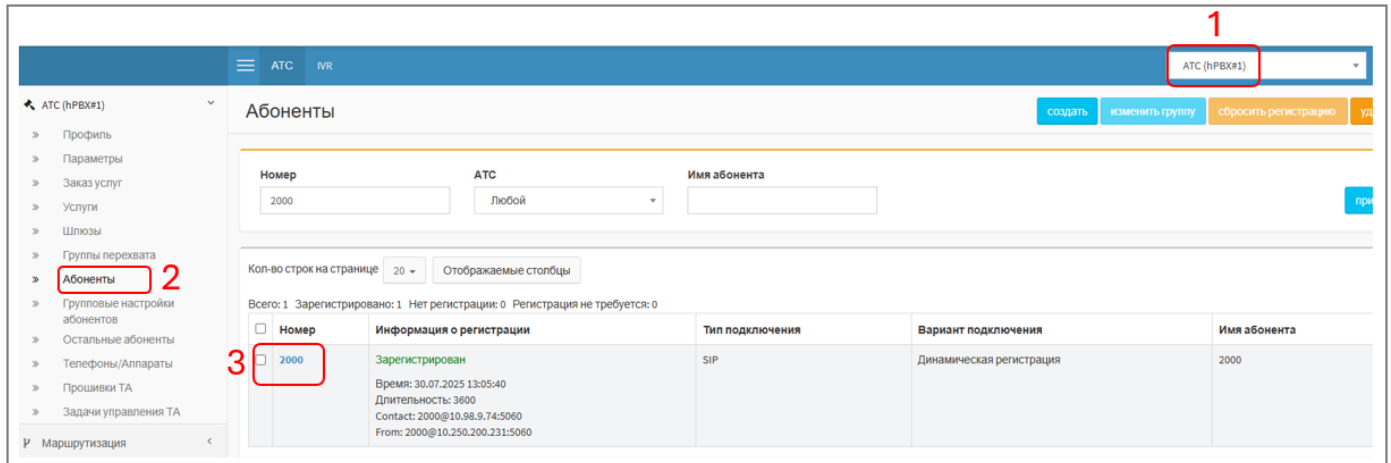 1
АТС IVR АТС (hPBX#1)
АТС (hPBX#1)
Абоненты
создать изменить группу сбросить регистрацию уд
Профиль
Параметры
Заказ услуг
Услуги
Шлюзы
Группы перехвата
Абоненты 2
Групповые настройки
абонентов
Остальные абоненты
Телефоны/Аппараты
Прошивки ТА
Задачи управления ТА
Маршрутизация
Номер АТС Имя абонента
2000 Любой при
Кол-во строк на странице 20 Отображаемые столбцы
Всего: 1 Зарегистрировано: 1 Нет регистрации: 0 Регистрация не требуется: 0
Номер Информация о регистрации Тип подключения Вариант подключения Имя абонента
3 2000 Зарегистрирован SIP Динамическая регистрация 2000
Время: 30.07.2025 13:05:40
Длительность: 3600
Contact: 2000@10.98.9.74:5060
From: 2000@10.250.200.231:5060